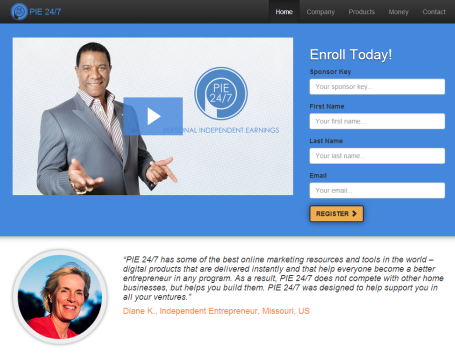 PIE 24/7
Home Company Products Money Contact
Enroll Today!
Sponsor Key
Your sponsor key...
First Name
Your first name...
Last Name
Your last name...
Email
Your email...
REGISTER
PIE
24/7
PERSONAL INDEPENDENT EARNINGS
"PIE 24/7 has some of the best online marketing resources and tools in the world –
digital products that are delivered instantly and that help everyone become a better
entrepreneur in any program. As a result, PIE 24/7 does not compete with other home
businesses, but helps you build them. PIE 24/7 was designed to help support you in
all your ventures."
Diane K., Independent Entrepreneur, Missouri, US